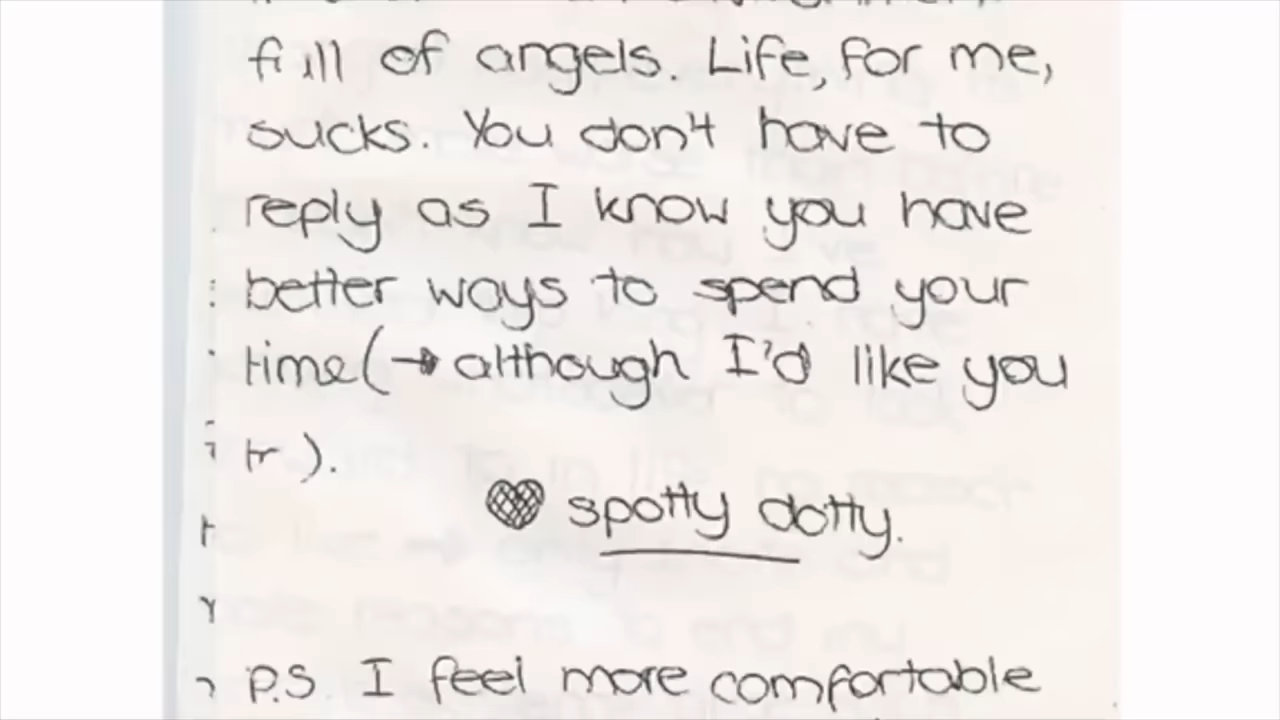 full of angels. Life, for me,
sucks. You don't have to
reply as I know you have
better ways to spend your
time(→ although I'd like you
to).
♥ spotty dotty.
P.S. I feel more comfortable